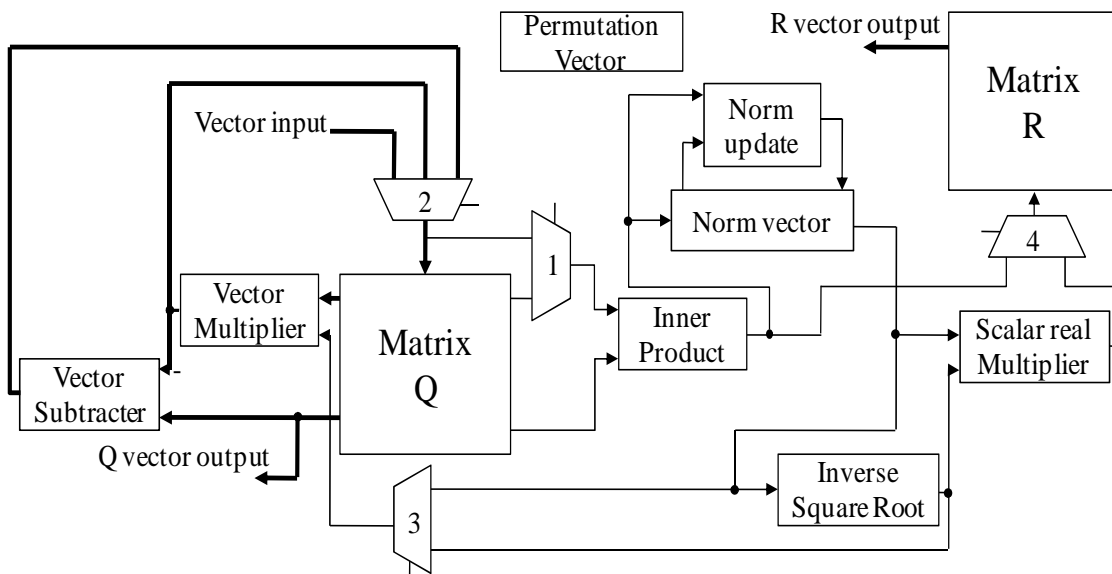 Permutation
Vector
R vector output
Matrix
R
Norm
update
Vector input
2
Norm vector
4
1
Vector
Multiplier
Matrix
Q
Inner
Product
Scalar real
Multiplier
Vector
Subtracter
-
Q vector output
3
Inverse
Square Root